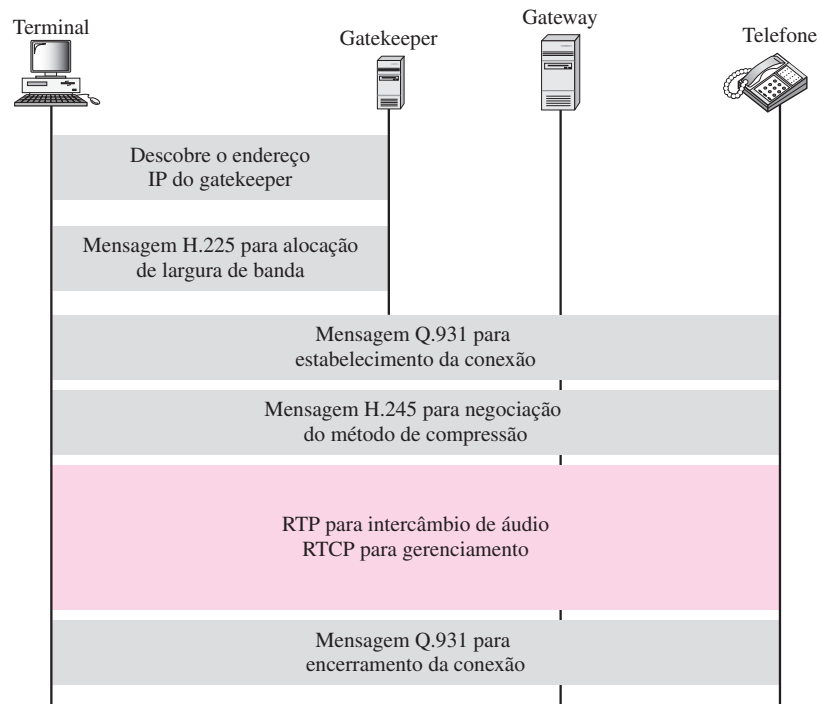 Terminal
Gatekeeper
Gateway
Telefone
Descobre o endereço
IP do gatekeeper
Mensagem H.225 para alocação
de largura de banda
Mensagem Q.931 para
estabelecimento da conexão
Mensagem H.245 para negociação
do método de compressão
RTP para intercâmbio de áudio
RTCP para gerenciamento
Mensagem Q.931 para
encerramento da conexão